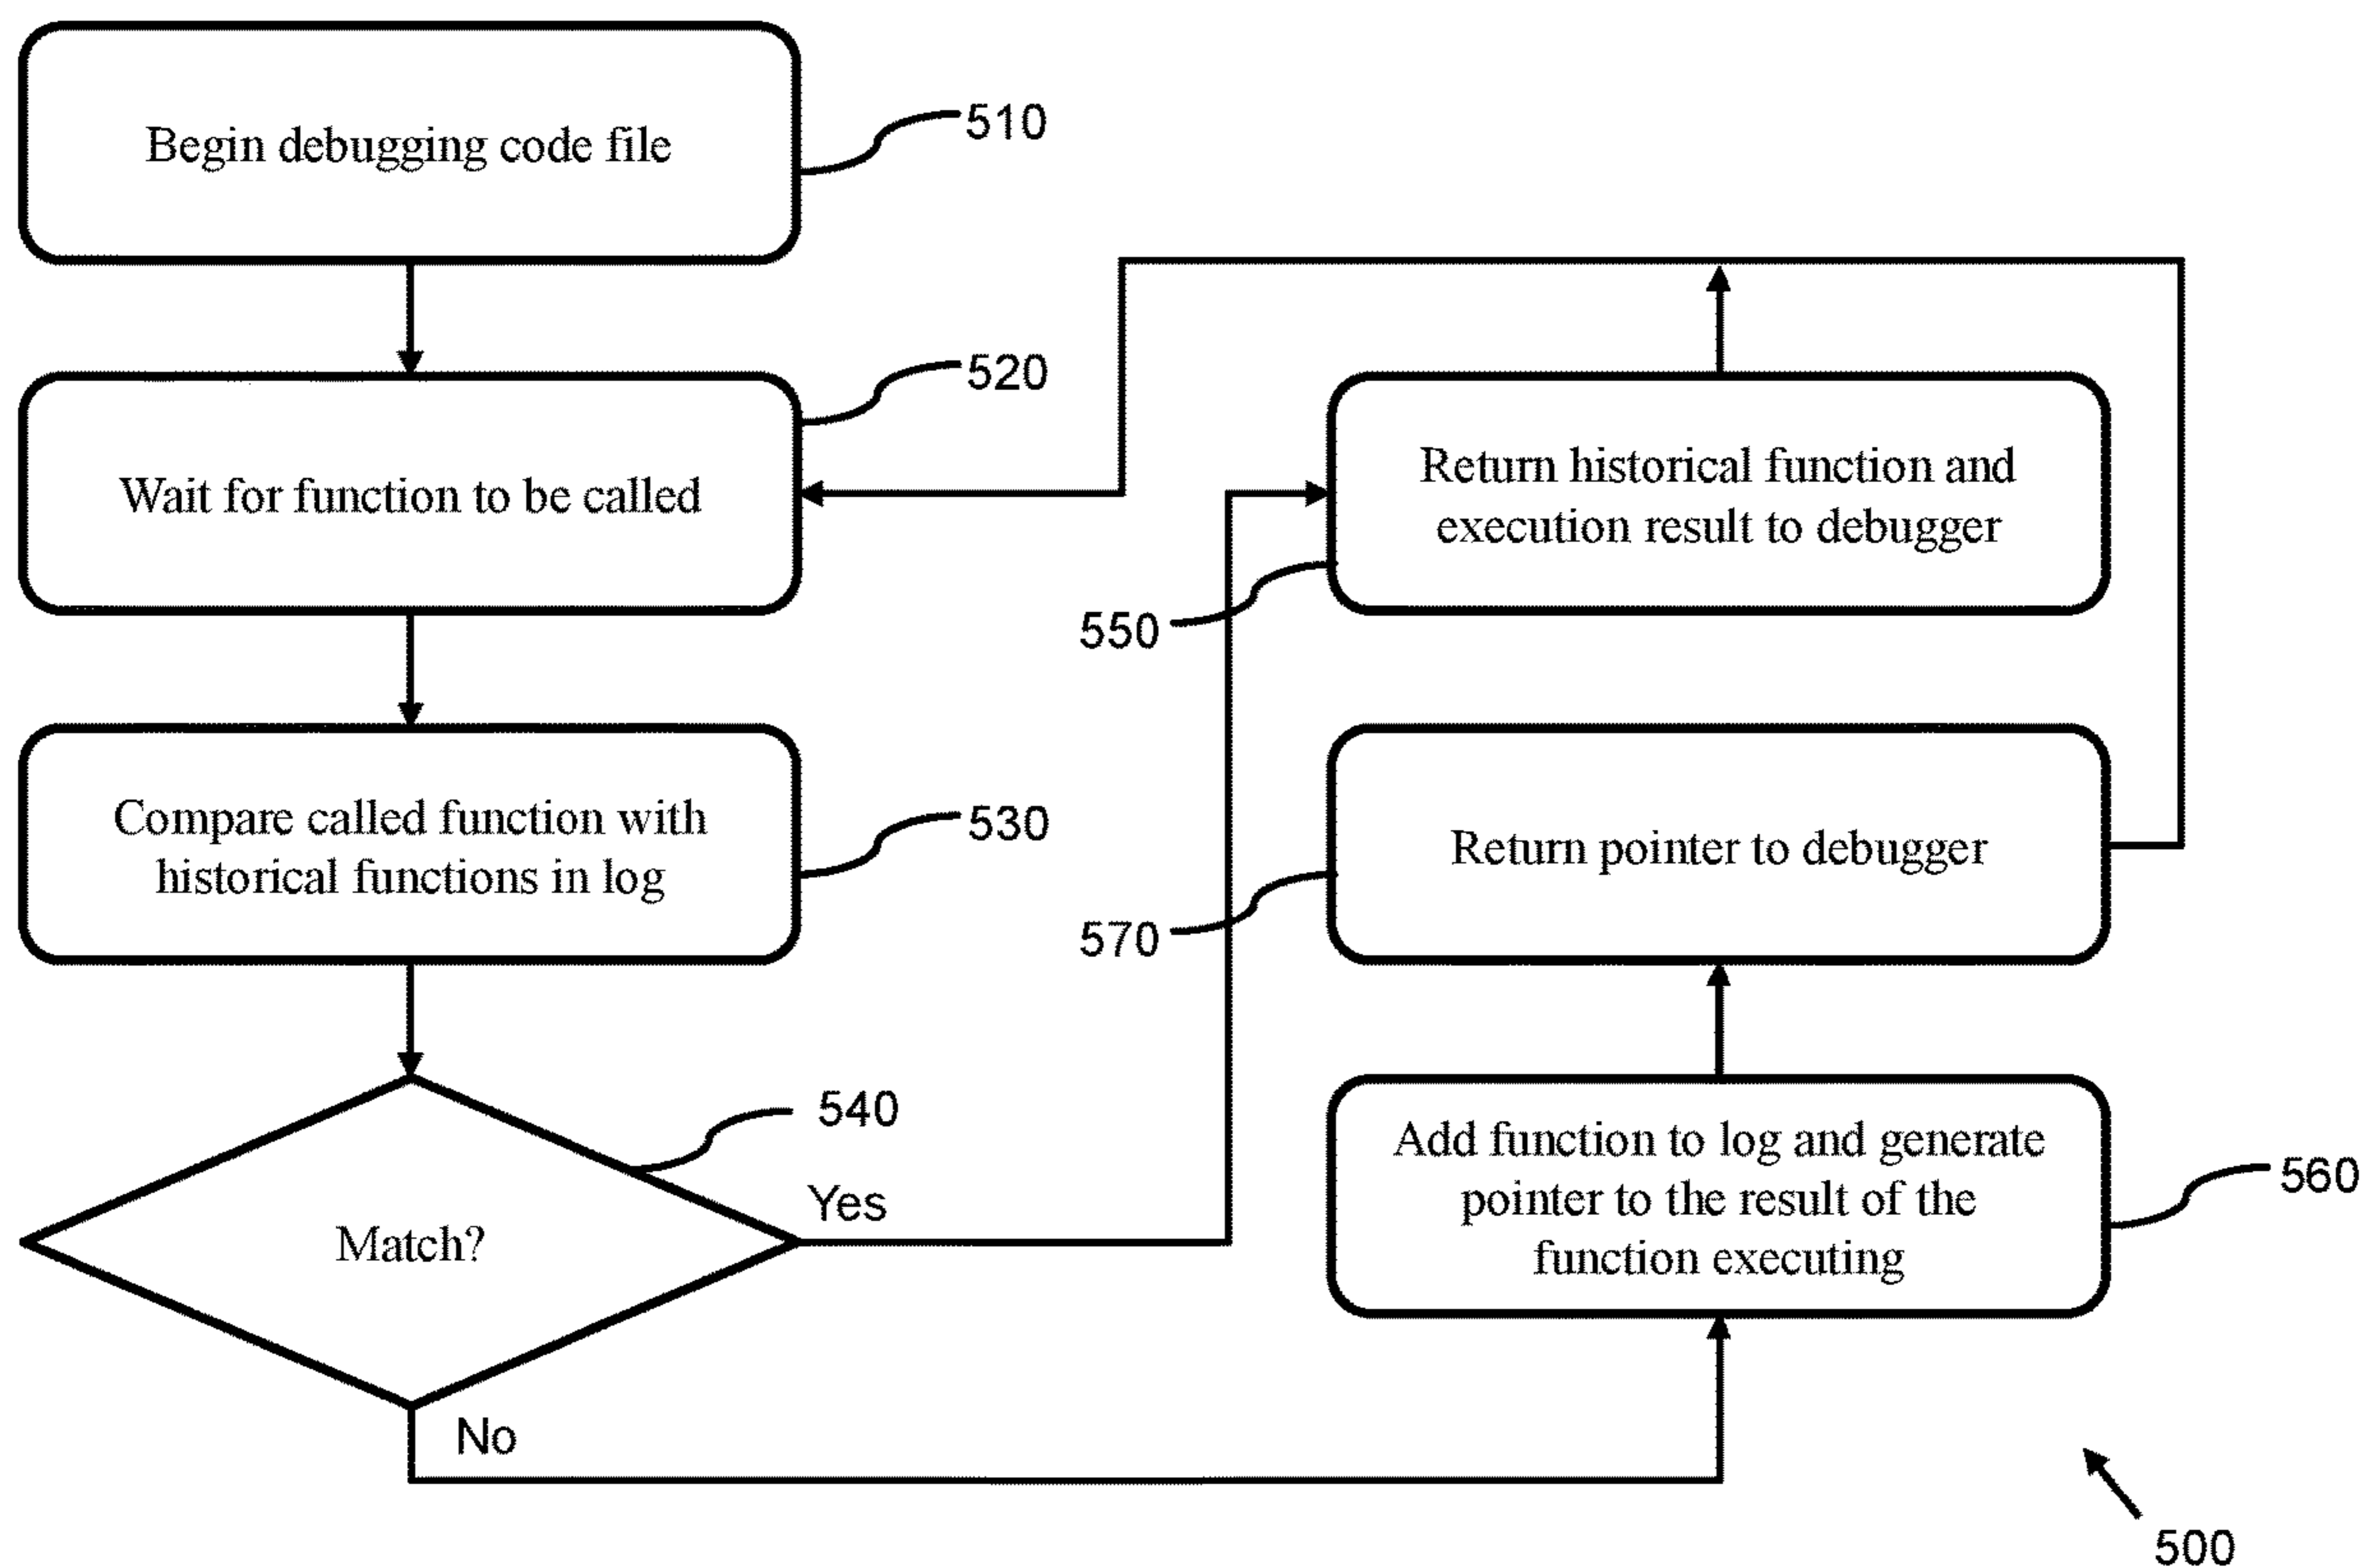 Begin debugging code file
510
Wait for function to be called
520
Compare called function with
historical functions in log
530
Match?
540
Yes
No
Return historical function and
execution result to debugger
550
Return pointer to debugger
570
Add function to log and generate
pointer to the result of the
function executing
560
500